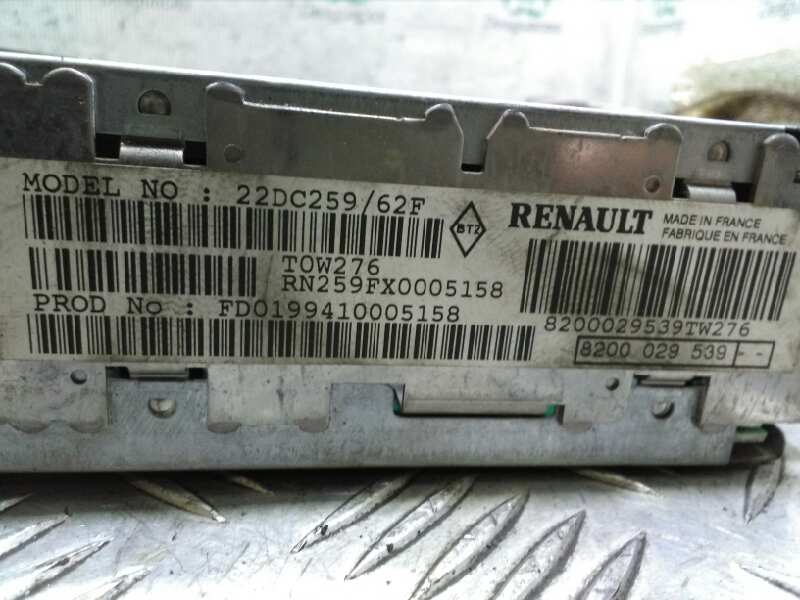 MODEL NO : 22DC259/62F
BTZ
RENAULT
MADE IN FRANCE
FABRIQUE EN FRANCE
TOW276
RN259FX0005158
PROD No : FD0199410005158
8200029539TW276
8200 029 539 --